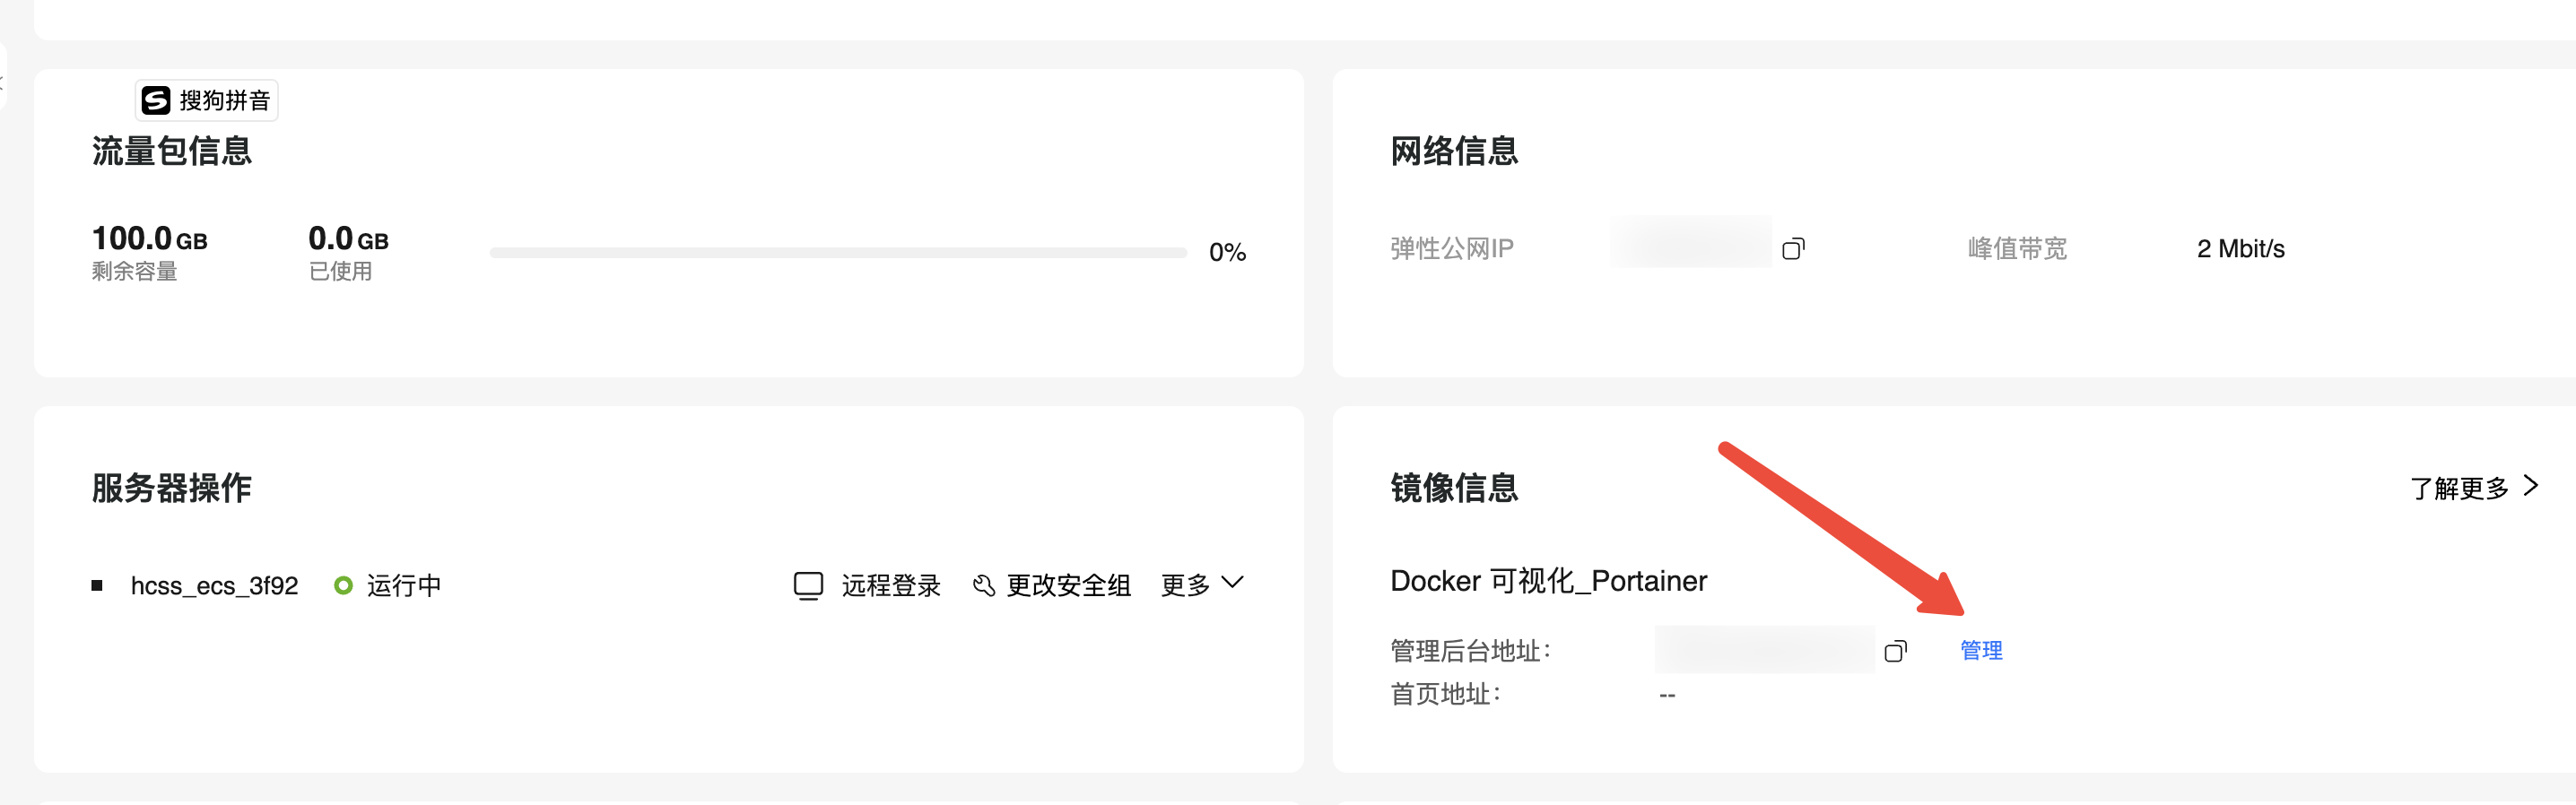 搜狗拼音
流量包信息
100.0 GB
剩余容量
0.0 GB
已使用
0%
网络信息
弹性公网IP
峰值带宽
2 Mbit/s
服务器操作
hcss_ecs_3f92 运行中 远程登录 更改安全组 更多
镜像信息
了解更多
Docker 可视化_Portainer
管理后台地址： 管理
首页地址： --